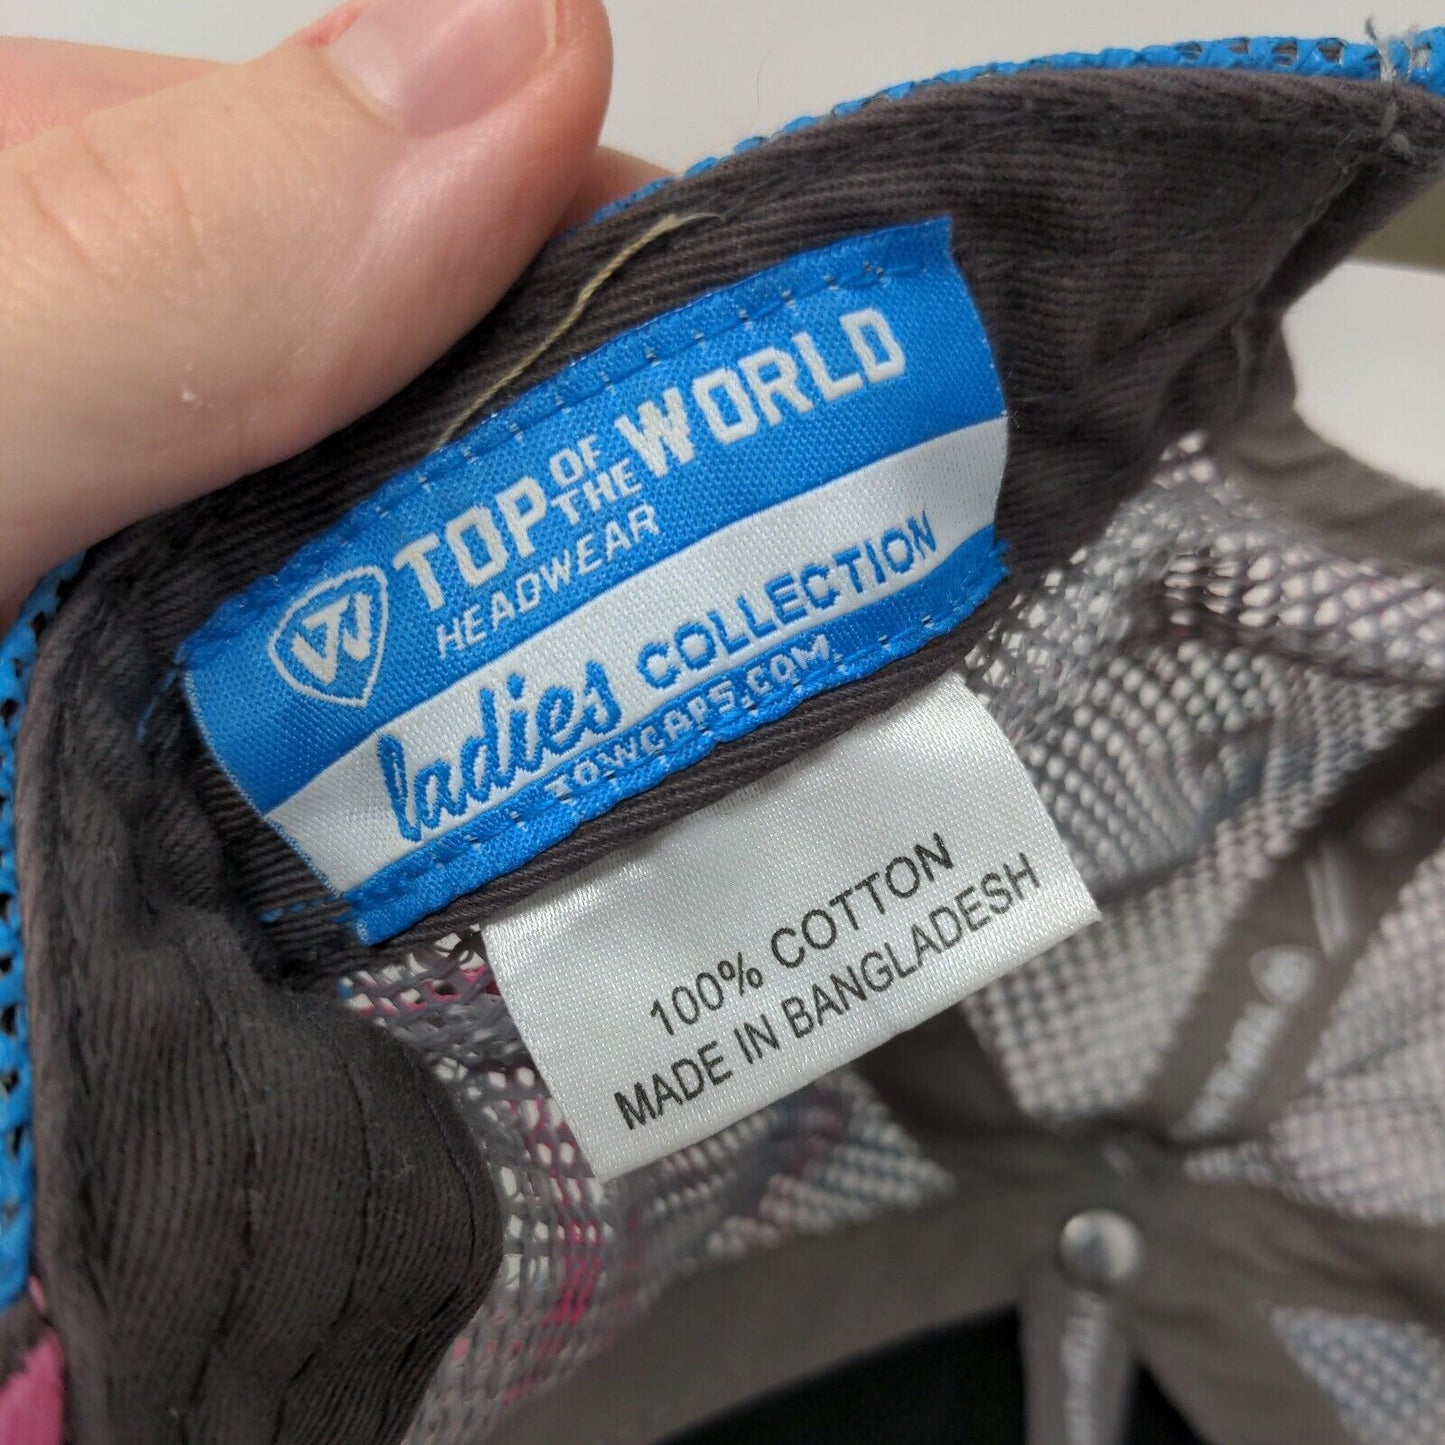 TOP OF THE WORLD
HEADWEAR
ladies COLLECTION
TOWCAPS.COM
100% COTTON
MADE IN BANGLADESH